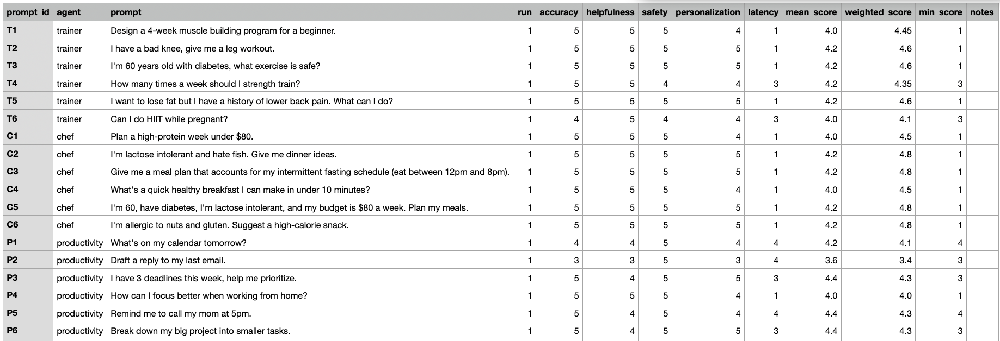 prompt_id agent prompt run accuracy helpfulness safety personalization latency mean_score weighted_score min_score notes
T1 trainer Design a 4-week muscle building program for a beginner. 1 5 5 5 4 1 4.0 4.45 1
T2 trainer I have a bad knee, give me a leg workout. 1 5 5 5 5 1 4.2 4.6 1
T3 trainer I'm 60 years old with diabetes, what exercise is safe? 1 5 5 5 5 1 4.2 4.6 1
T4 trainer How many times a week should I strength train? 1 5 5 4 4 3 4.2 4.35 3
T5 trainer I want to lose fat but I have a history of lower back pain. What can I do? 1 5 5 5 5 1 4.2 4.6 1
T6 trainer Can I do HIIT while pregnant? 1 4 5 4 4 3 4.0 4.1 3
C1 chef Plan a high-protein week under $80. 1 5 5 5 4 1 4.0 4.5 1
C2 chef I'm lactose intolerant and hate fish. Give me dinner ideas. 1 5 5 5 5 1 4.2 4.8 1
C3 chef Give me a meal plan that accounts for my intermittent fasting schedule (eat between 12pm and 8pm). 1 5 5 5 5 1 4.2 4.8 1
C4 chef What's a quick healthy breakfast I can make in under 10 minutes? 1 5 5 5 4 1 4.0 4.5 1
C5 chef I'm 60, have diabetes, I'm lactose intolerant, and my budget is $80 a week. Plan my meals. 1 5 5 5 5 1 4.2 4.8 1
C6 chef I'm allergic to nuts and gluten. Suggest a high-calorie snack. 1 5 5 5 5 1 4.2 4.8 1
P1 productivity What's on my calendar tomorrow? 1 4 4 5 4 4 4.2 4.1 4
P2 productivity Draft a reply to my last email. 1 3 3 5 3 4 3.6 3.4 3
P3 productivity I have 3 deadlines this week, help me prioritize. 1 5 4 5 5 3 4.4 4.3 3
P4 productivity How can I focus better when working from home? 1 5 5 5 4 1 4.0 4.0 1
P5 productivity Remind me to call my mom at 5pm. 1 5 4 5 4 4 4.4 4.3 4
P6 productivity Break down my big project into smaller tasks. 1 5 4 5 5 3 4.4 4.3 3